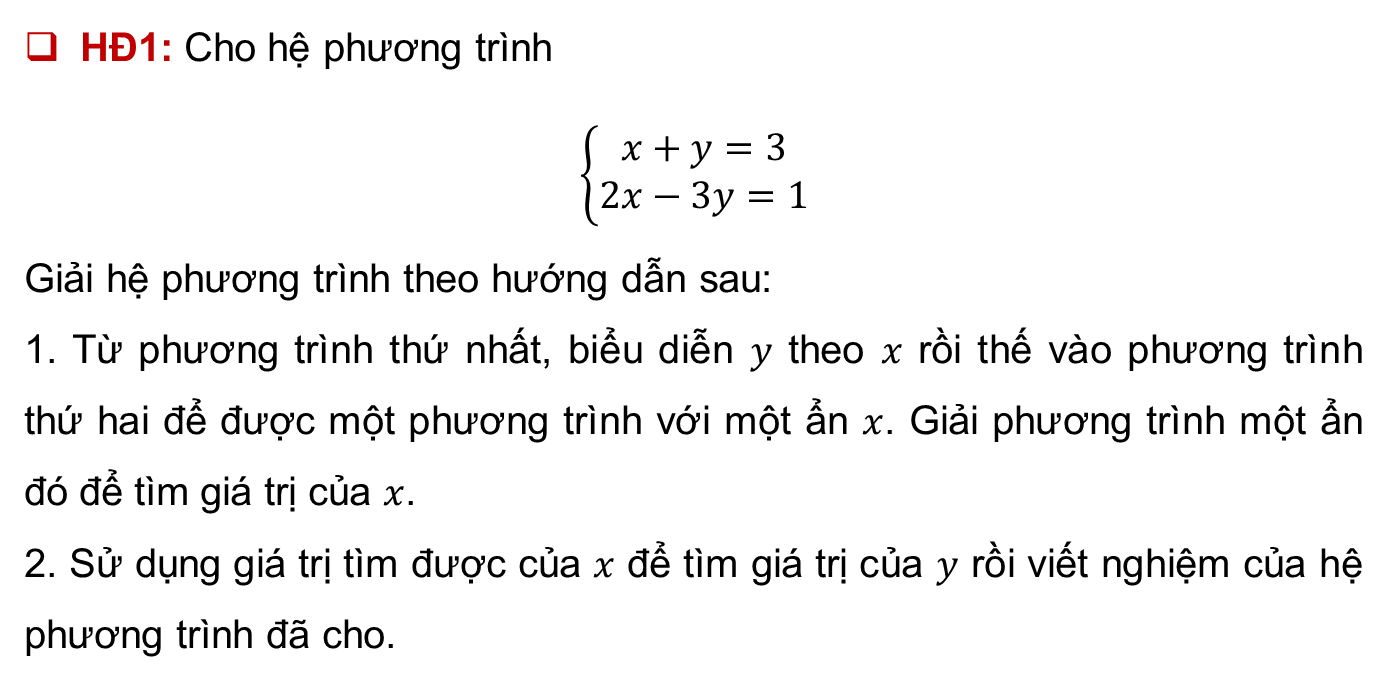 ❑ HĐ1: Cho hệ phương trình
{ x + y = 3
2x − 3y = 1
Giải hệ phương trình theo hướng dẫn sau:
1. Từ phương trình thứ nhất, biểu diễn y theo x rồi thế vào phương trình
thứ hai để được một phương trình với một ẩn x. Giải phương trình một ẩn
đó để tìm giá trị của x.
2. Sử dụng giá trị tìm được của x để tìm giá trị của y rồi viết nghiệm của hệ
phương trình đã cho.